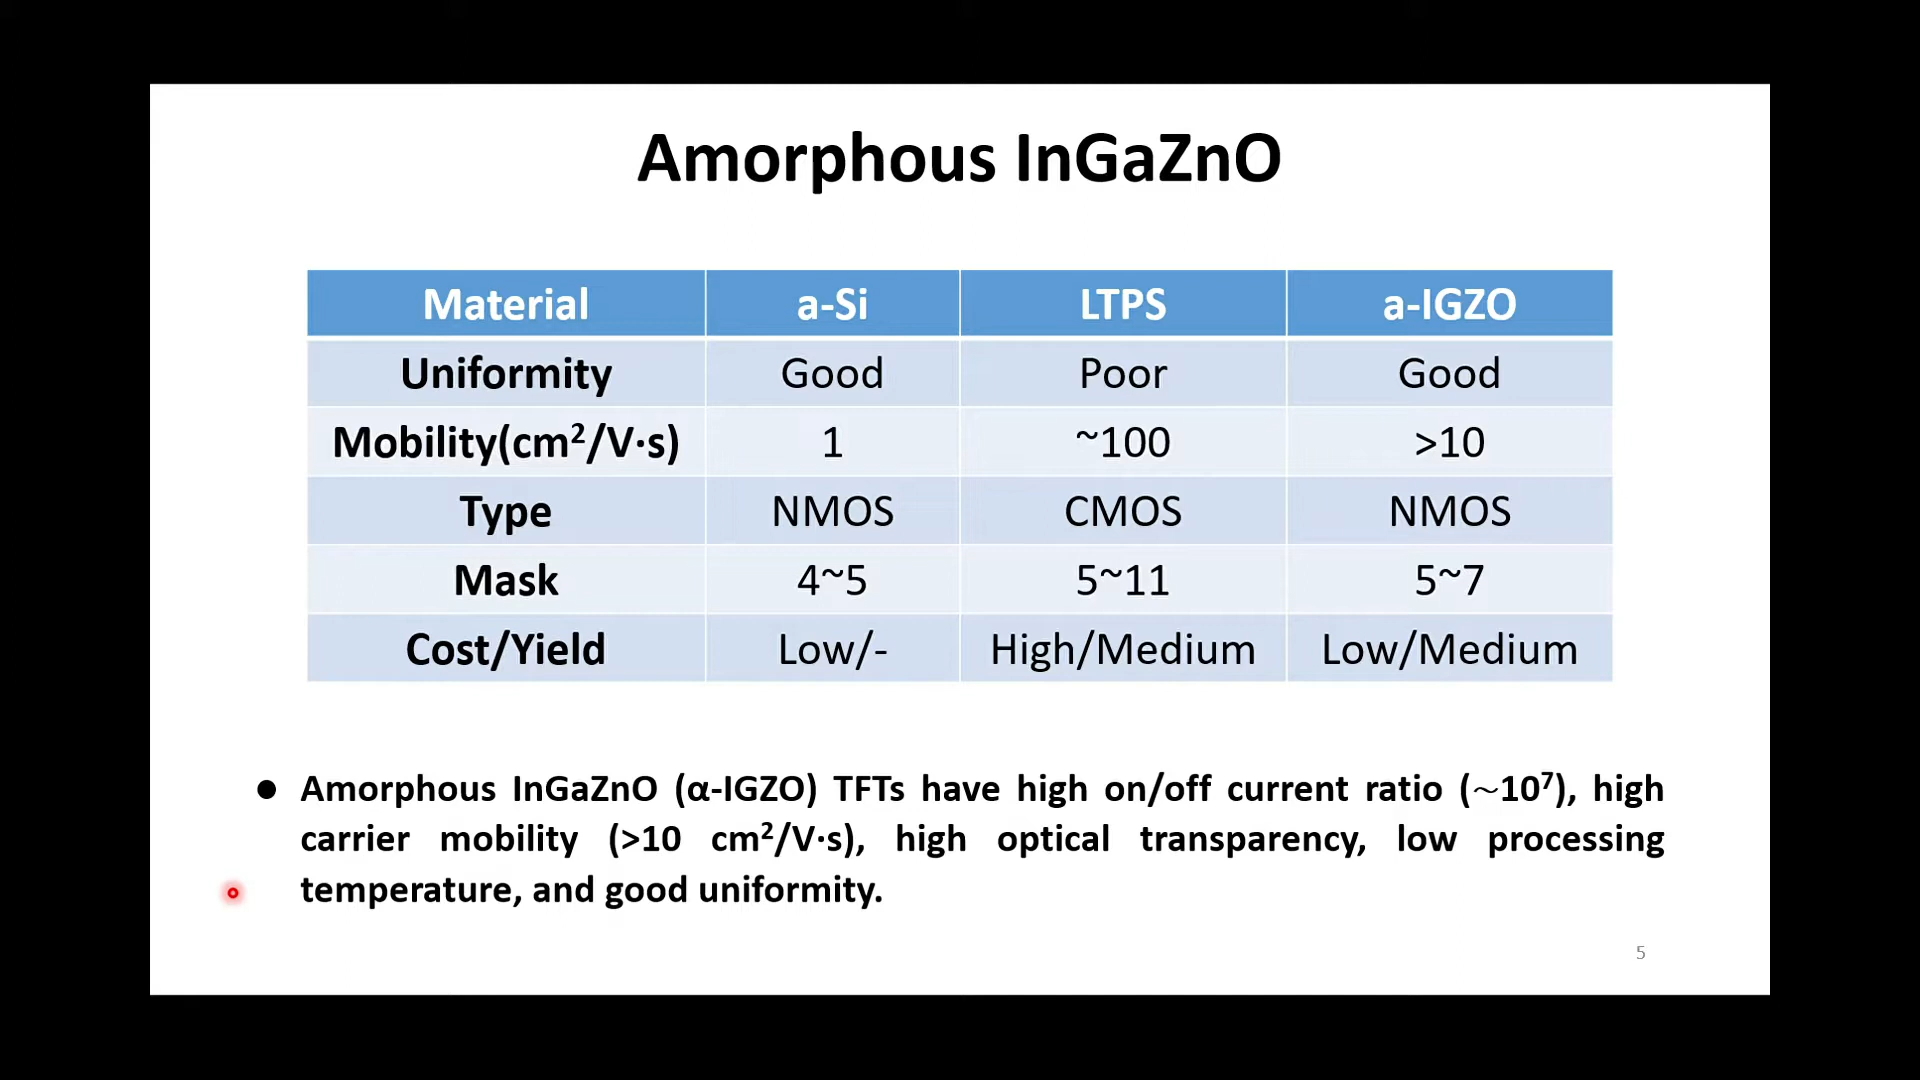 Amorphous InGaZnO
Material a-Si LTPS a-IGZO
Uniformity Good Poor Good
Mobility(cm²/V·s) 1 ~100 >10
Type NMOS CMOS NMOS
Mask 4~5 5~11 5~7
Cost/Yield Low/- High/Medium Low/Medium
● Amorphous InGaZnO (α-IGZO) TFTs have high on/off current ratio (∼10⁷), high
carrier mobility (>10 cm²/V·s), high optical transparency, low processing
temperature, and good uniformity.
5